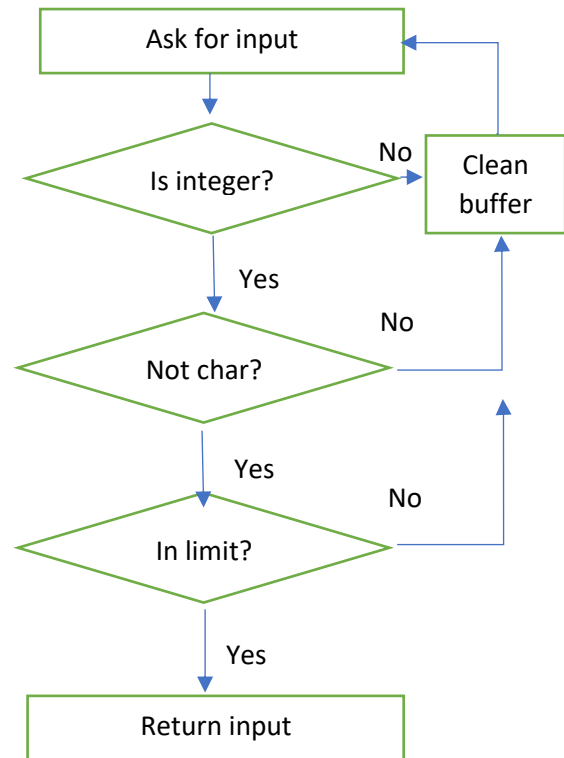 Ask for input
No
Is integer?
Clean
buffer
Yes
No
Not char?
Yes
No
In limit?
Yes
Return input